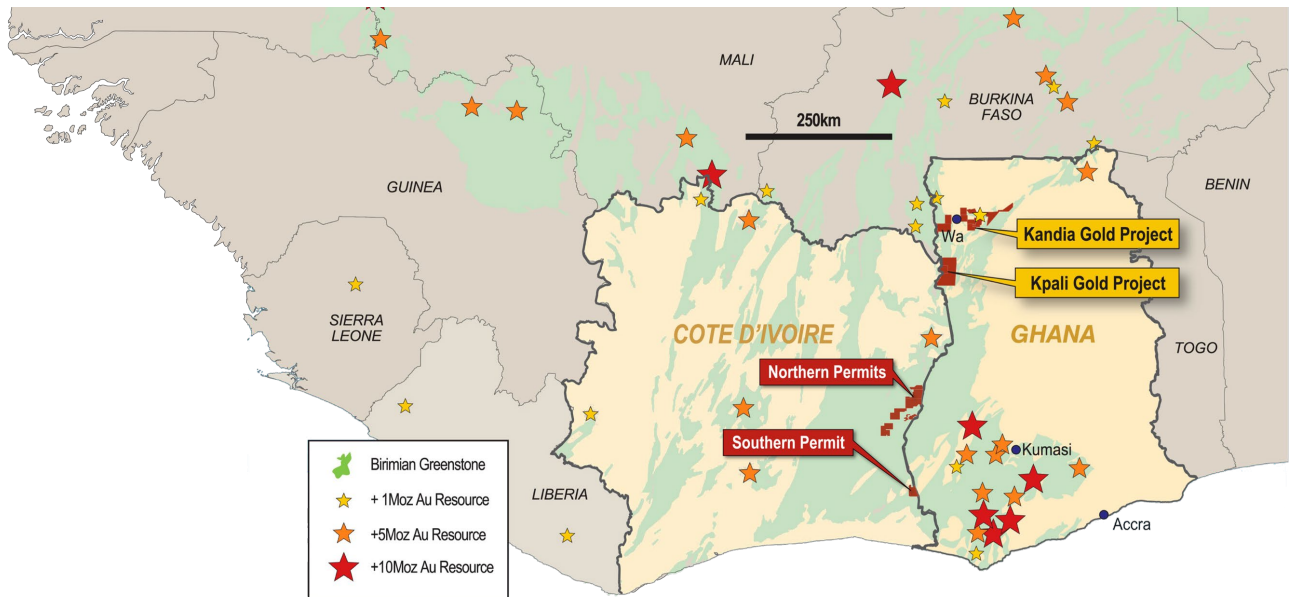 MALI
BURKINA
FASO
250km
GUINEA
BENIN
Wa
Kandia Gold Project
Kpali Gold Project
SIERRA
LEONE
COTE D'IVOIRE
GHANA
TOGO
Northern Permits
Southern Permit
Kumasi
LIBERIA
Accra
Birimian Greenstone
+ 1Moz Au Resource
+5Moz Au Resource
+10Moz Au Resource